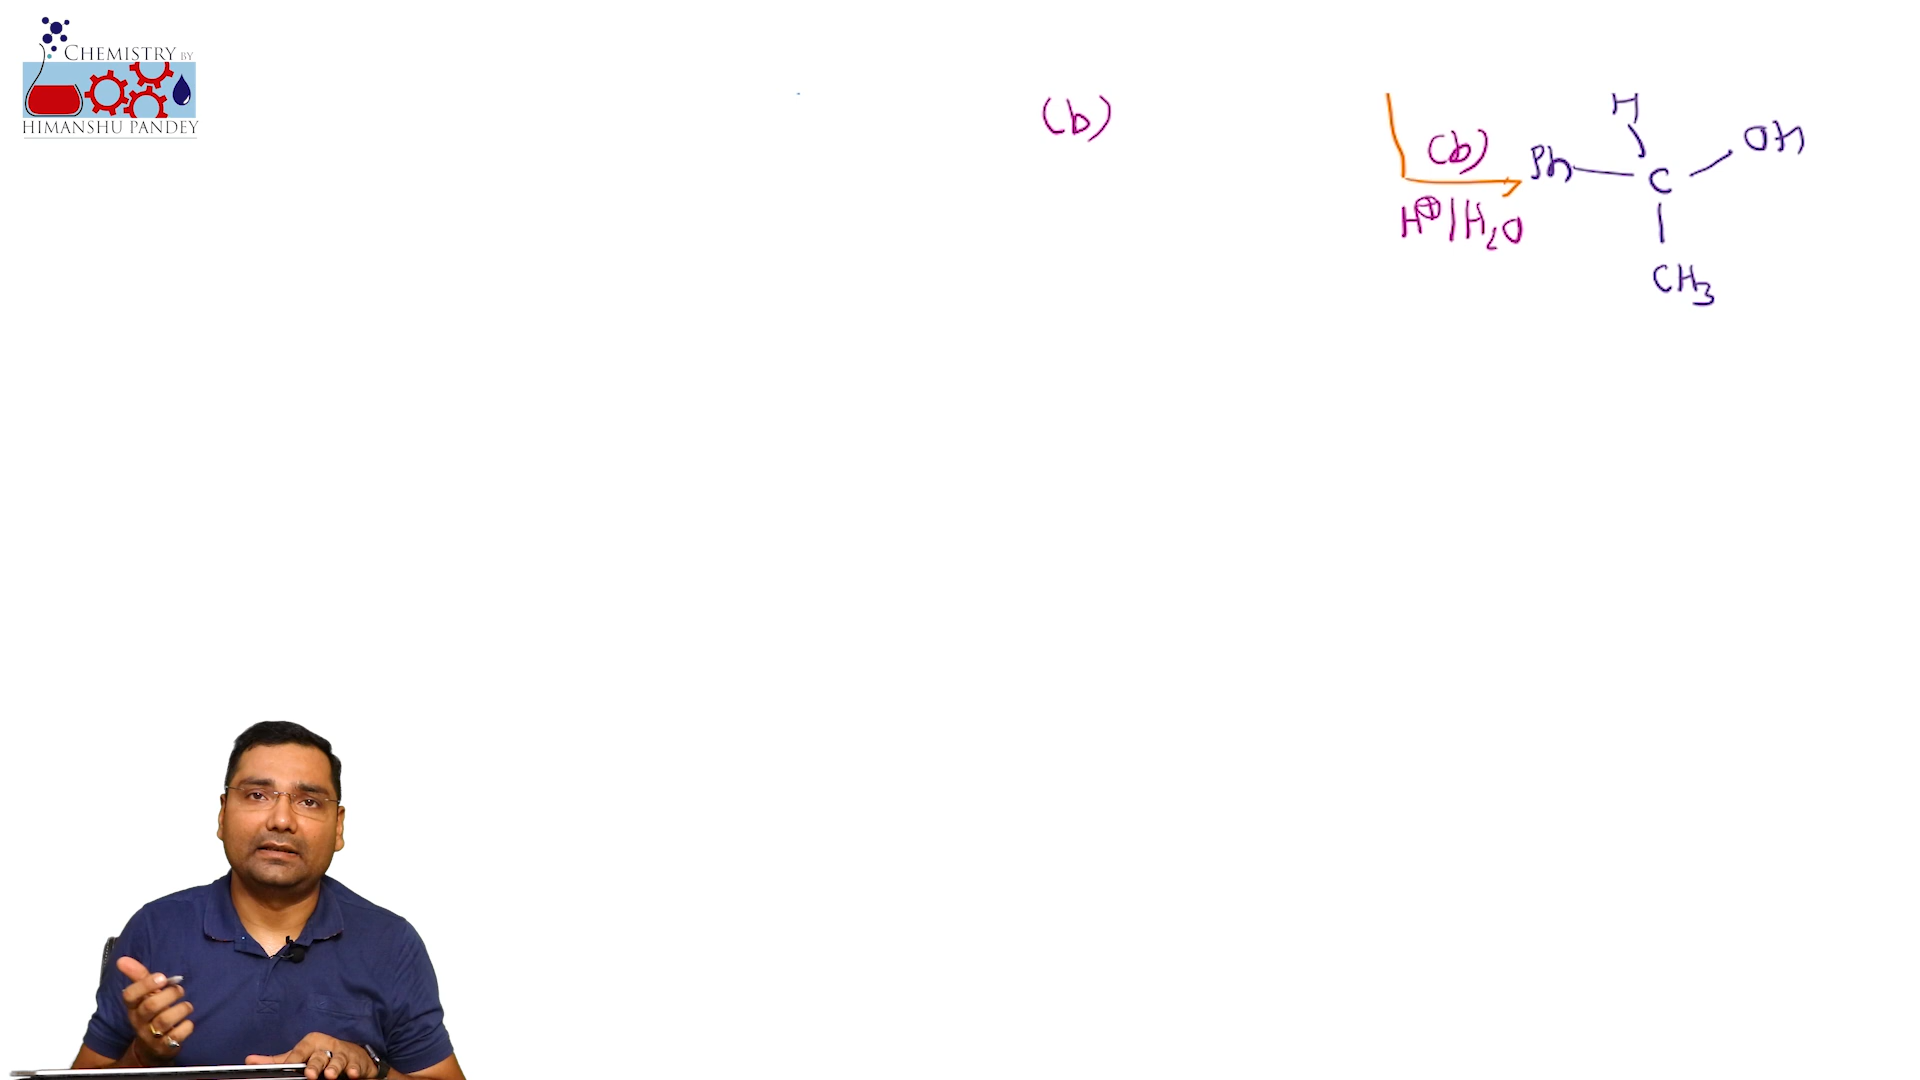 CHEMISTRY BY
HIMANSHU PANDEY
(b)
(b)
H⊕/H2O
H
Ph—C—OH
CH3